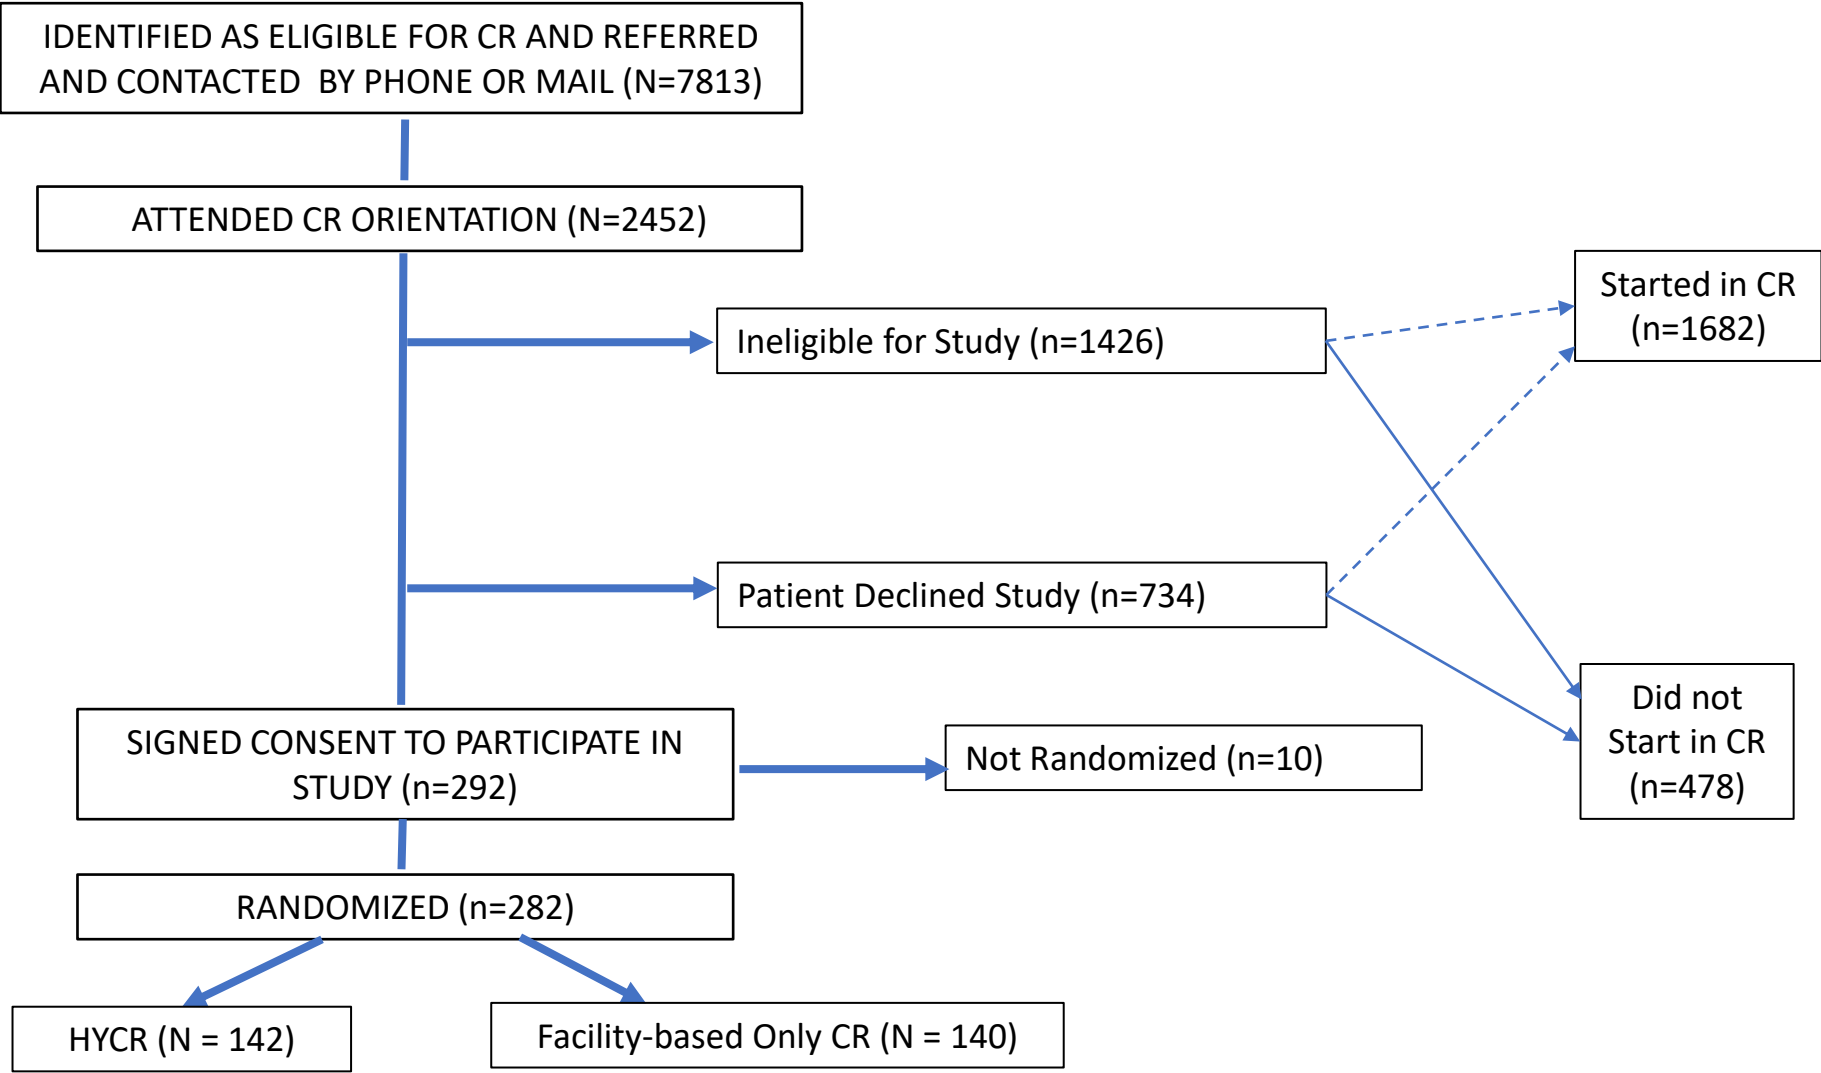 IDENTIFIED AS ELIGIBLE FOR CR AND REFERRED
AND CONTACTED  BY PHONE OR MAIL (N=7813)
ATTENDED CR ORIENTATION (N=2452)
Started in CR
(n=1682)
Ineligible for Study (n=1426)
Patient Declined Study (n=734)
Did not
Start in CR
(n=478)
SIGNED CONSENT TO PARTICIPATE IN
STUDY (n=292)
Not Randomized (n=10)
RANDOMIZED (n=282)
HYCR (N = 142)
Facility-based Only CR (N = 140)